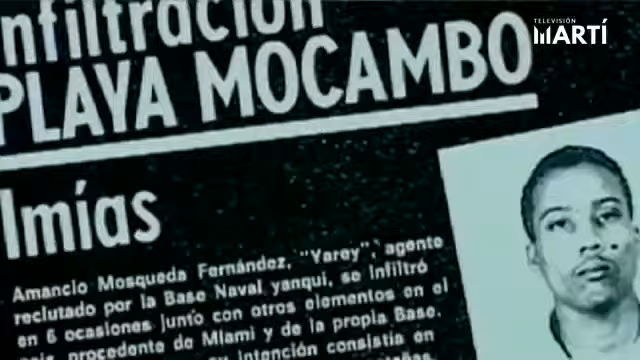 TELEVISIÓN
MARTÍ
nfiltración
PLAYA MOCAMBO
Imías
Amancio Mosqueda Fernández, "Yarey", agente
reclutado por la Base Naval yanqui, se infiltró
en 6 ocasiones junto con otros elementos en el
país procedente de Miami y de la propia Base.
su intención consistía en